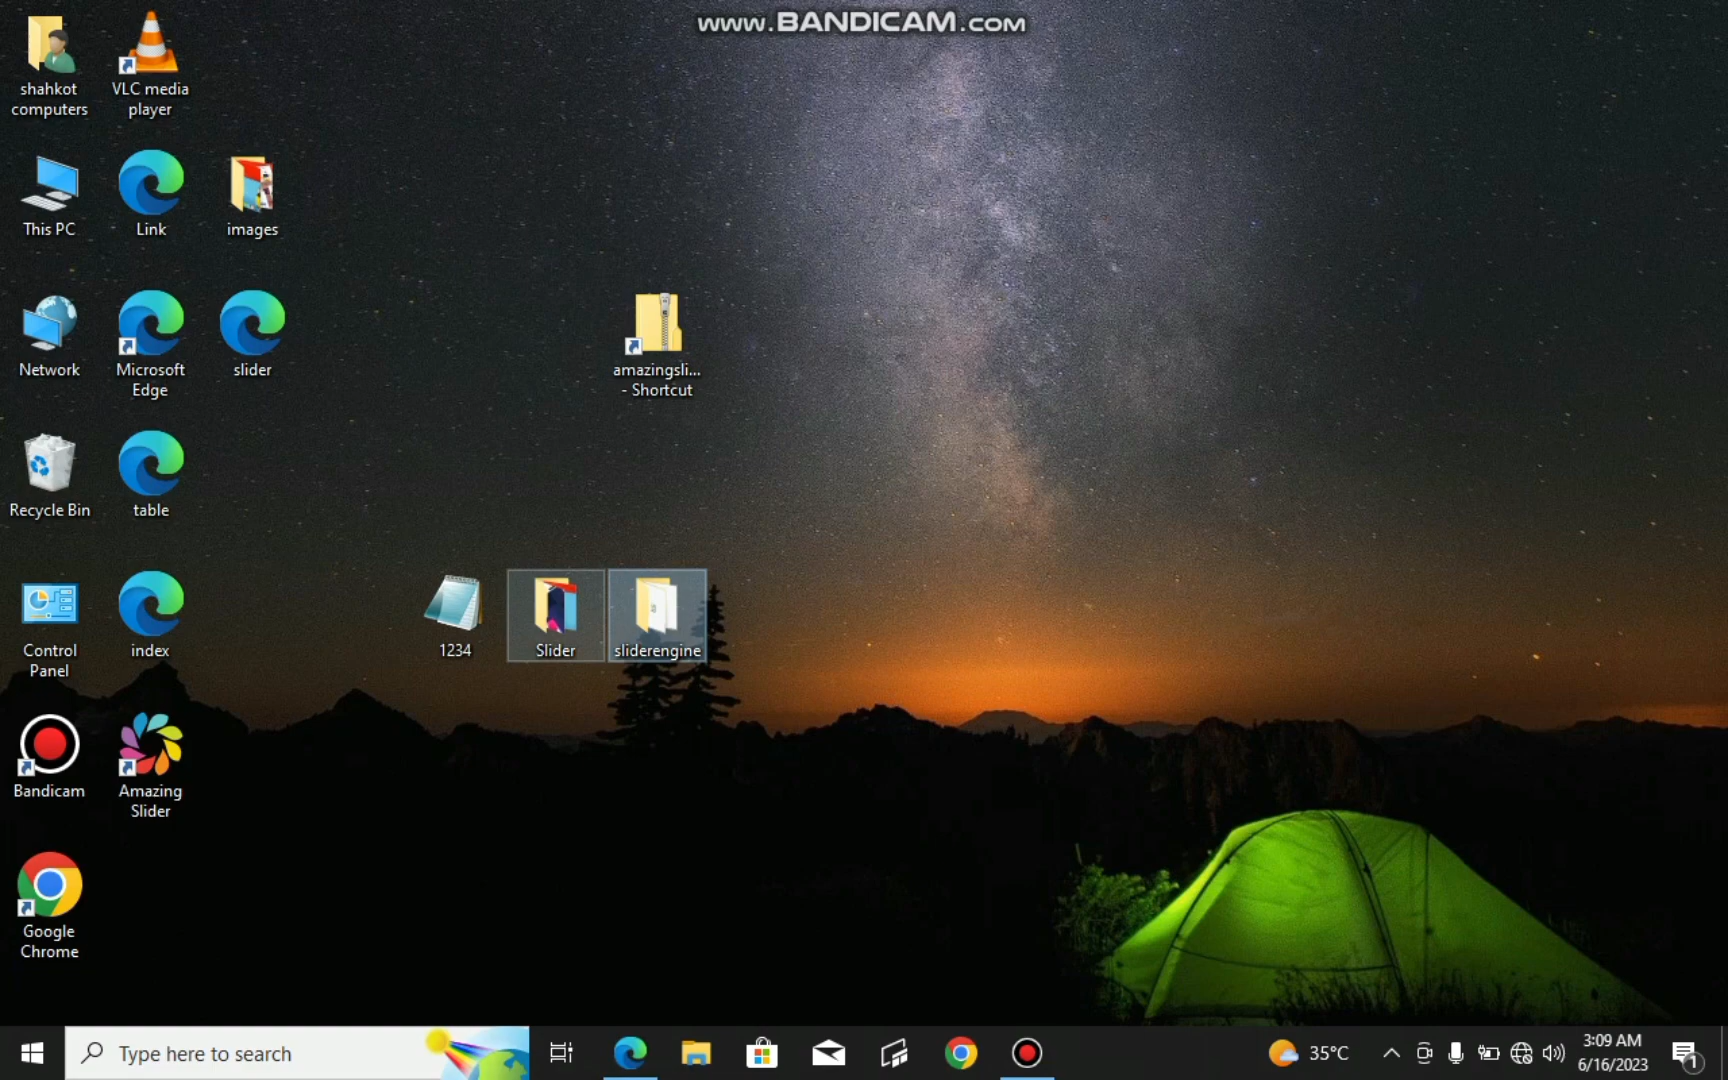 www.BANDICAM.com
shahkot
computers
VLC media
player
This PC
Link
images
Network
Microsoft
Edge
slider
amazingsli...
- Shortcut
Recycle Bin
table
Control
Panel
index
1234
Slider
sliderengine
Bandicam
Amazing
Slider
Google
Chrome
Type here to search
35°C
3:09 AM
6/16/2023
1